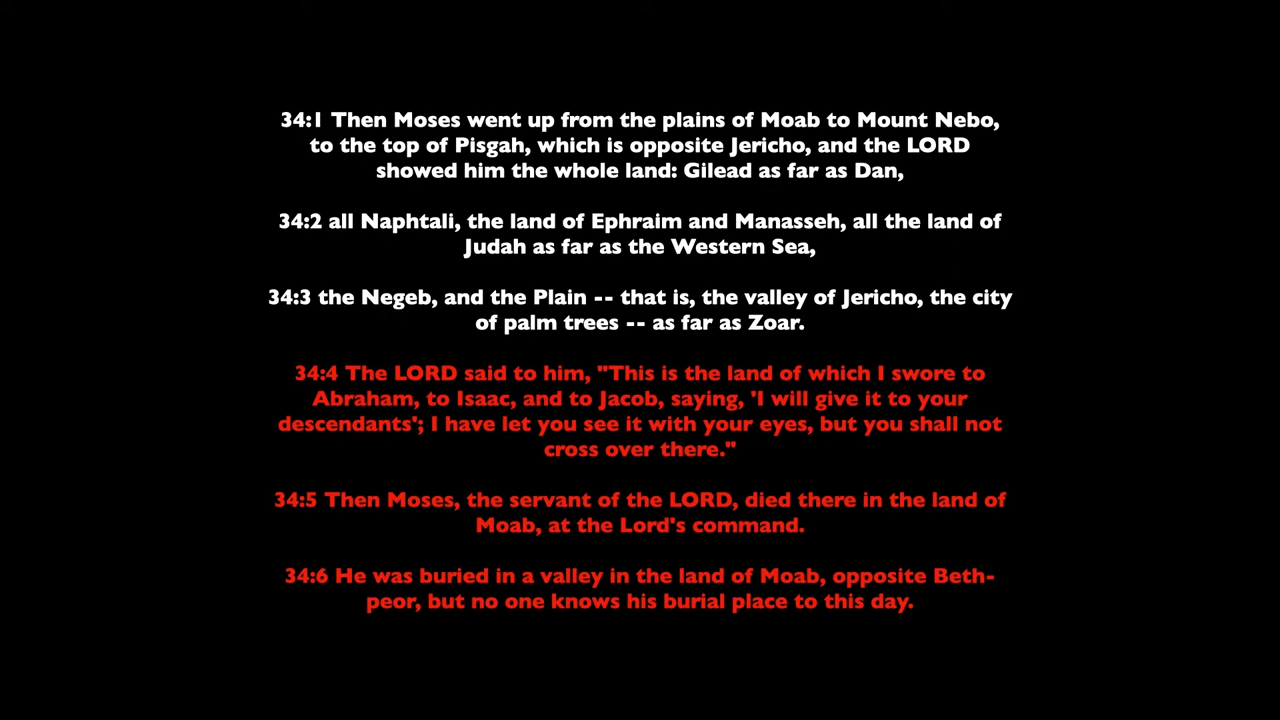 34:1 Then Moses went up from the plains of Moab to Mount Nebo,
to the top of Pisgah, which is opposite Jericho, and the LORD
showed him the whole land: Gilead as far as Dan,
34:2 all Naphtali, the land of Ephraim and Manasseh, all the land of
Judah as far as the Western Sea,
34:3 the Negeb, and the Plain -- that is, the valley of Jericho, the city
of palm trees -- as far as Zoar.
34:4 The LORD said to him, "This is the land of which I swore to
Abraham, to Isaac, and to Jacob, saying, 'I will give it to your
descendants'; I have let you see it with your eyes, but you shall not
cross over there."
34:5 Then Moses, the servant of the LORD, died there in the land of
Moab, at the Lord's command.
34:6 He was buried in a valley in the land of Moab, opposite Beth-
peor, but no one knows his burial place to this day.